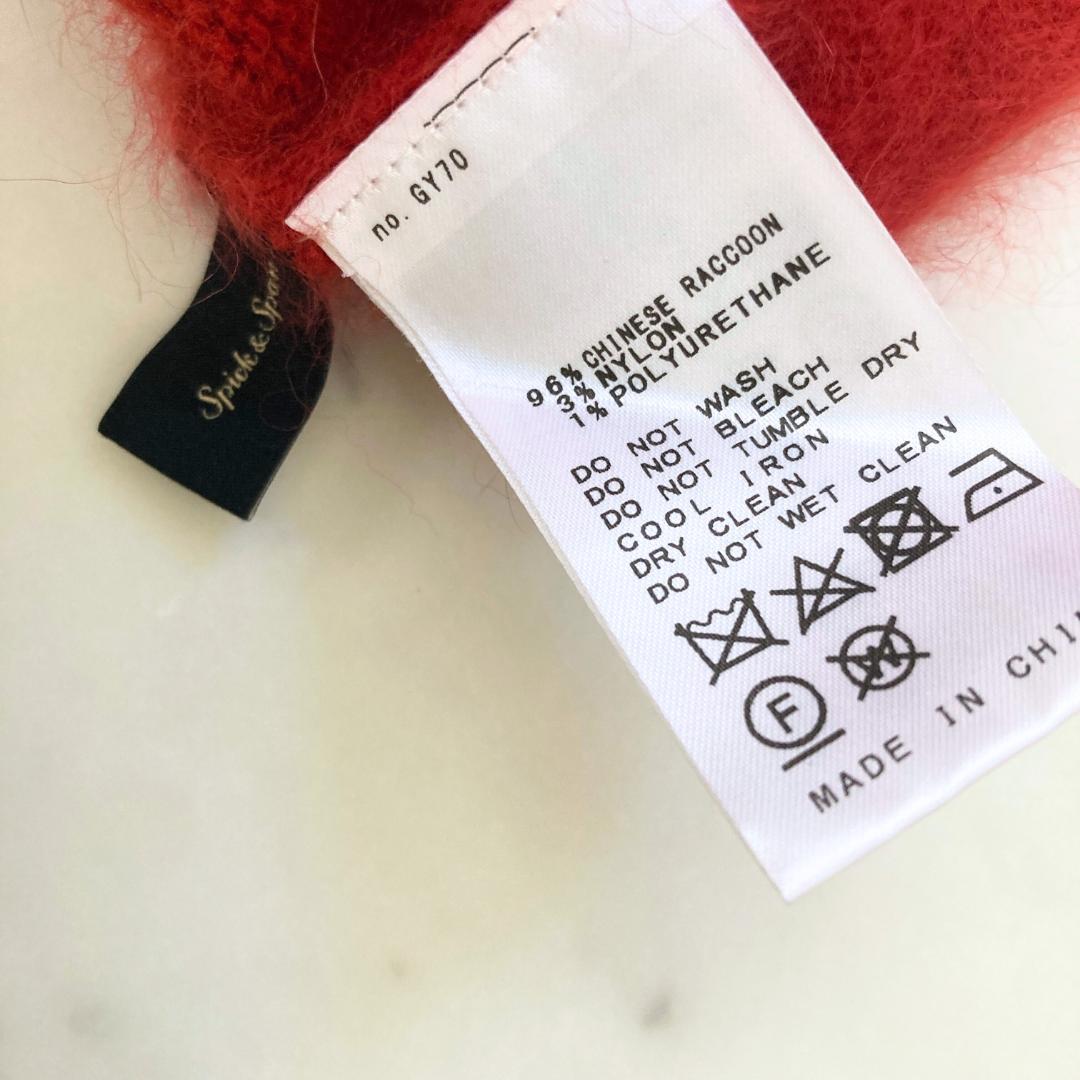 no. GY70
96% CHINESE RACCOON
3% NYLON
1% POLYURETHANE
DO NOT WASH
DO NOT BLEACH
DO NOT TUMBLE DRY
COOL IRON
DRY CLEAN
DO NOT WET CLEAN
W
F
MADE IN CHIN
Spick & Span